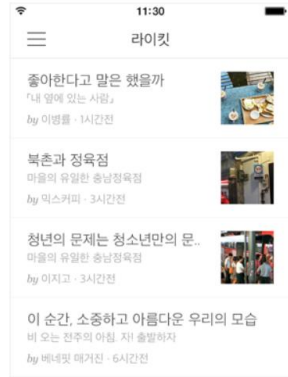 11:30
라이킷
좋아한다고 말은 했을까
『내 옆에 있는 사람』
by 이병률 · 1시간전
북촌과 정육점
마을의 유일한 충남정육점
by 믹스커피 · 3시간전
청년의 문제는 청소년만의 문..
마을의 유일한 충남정육점
by 이지고 · 3시간전
이 순간, 소중하고 아름다운 우리의 모습
비 오는 전주의 아침. 자! 출발하자
by 베네핏 매거진 · 6시간전